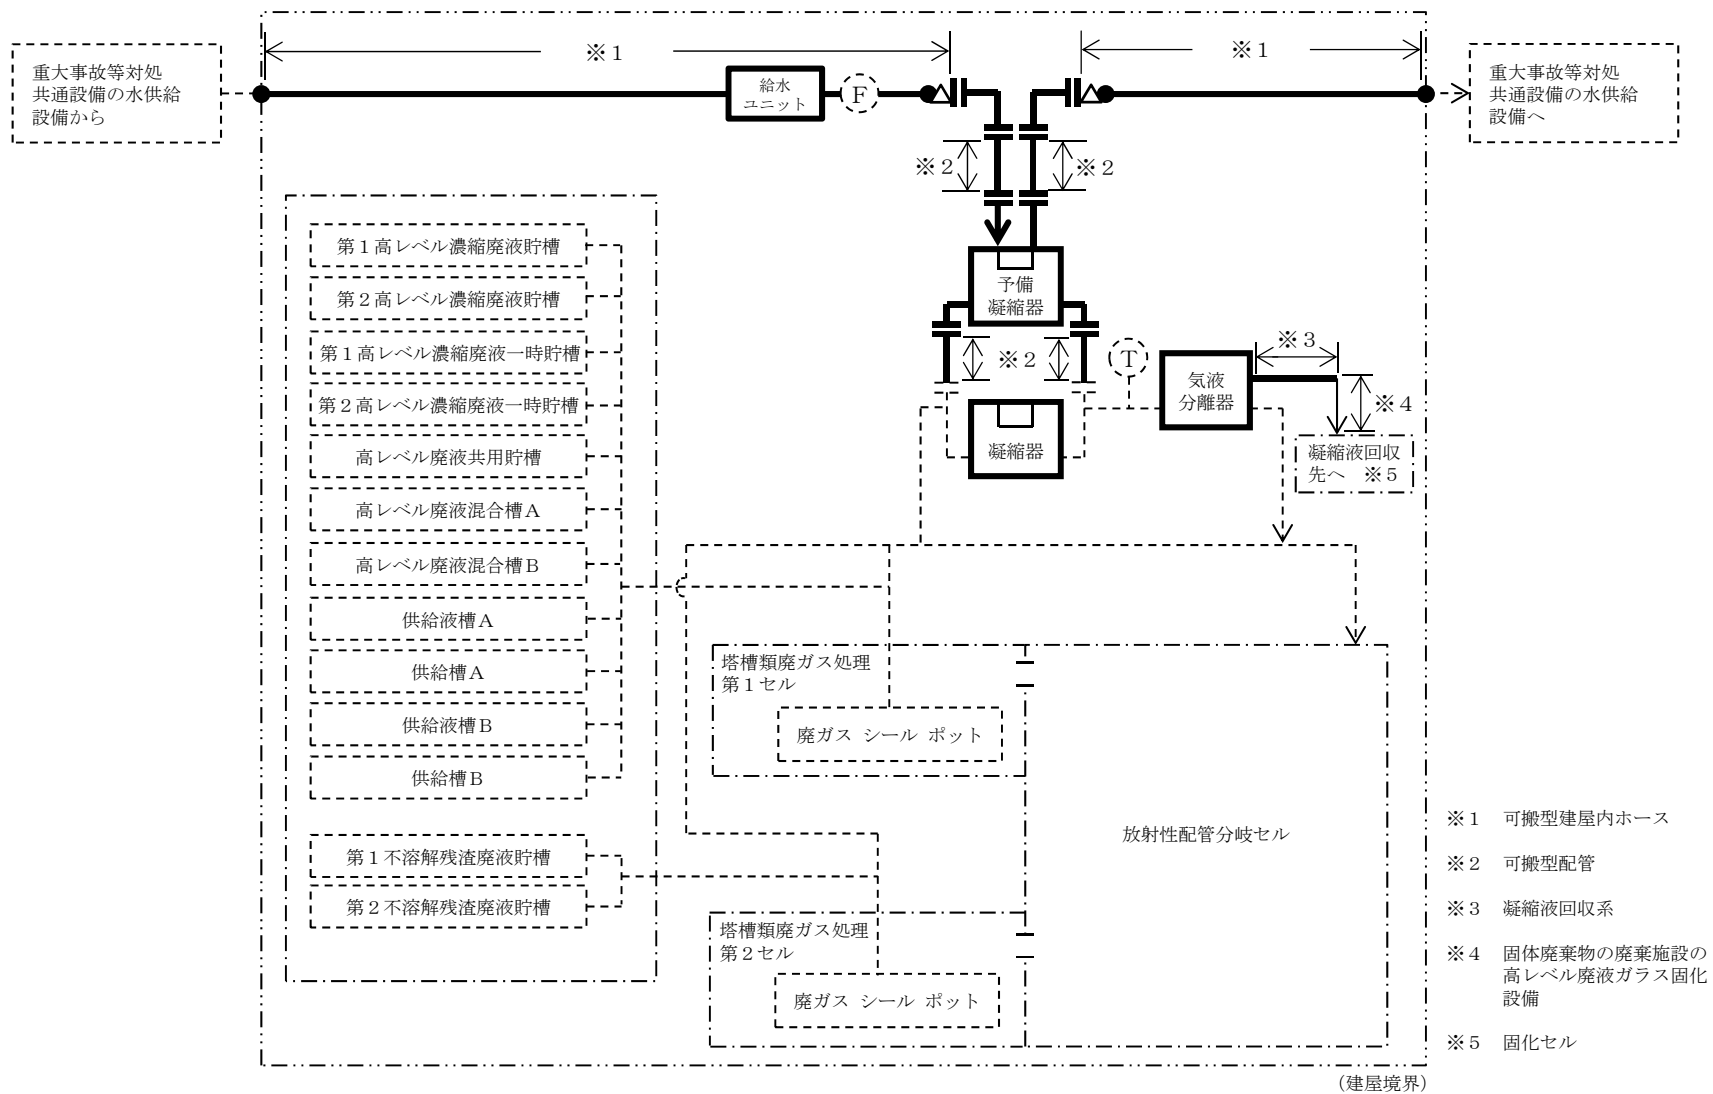 ※１
※１
重大事故等対処
共通設備の水供給
設備から
給水
ユニット
F
重大事故等対処
共通設備の水供給
設備へ
※２
※２
予備
凝縮器
※２
T
※３
気液
分離器
※４
凝縮器
凝縮液回収
先へ　※５
第１高レベル濃縮廃液貯槽
第２高レベル濃縮廃液貯槽
第１高レベル濃縮廃液一時貯槽
第２高レベル濃縮廃液一時貯槽
高レベル廃液共用貯槽
高レベル廃液混合槽Ａ
高レベル廃液混合槽Ｂ
供給液槽Ａ
供給槽Ａ
供給液槽Ｂ
供給槽Ｂ
第１不溶解残渣廃液貯槽
第２不溶解残渣廃液貯槽
塔槽類廃ガス処理
第１セル
廃ガス シール ポット
放射性配管分岐セル
塔槽類廃ガス処理
第２セル
廃ガス シール ポット
※１　可搬型建屋内ホース
※２　可搬型配管
※３　凝縮液回収系
※４　固体廃棄物の廃棄施設の
高レベル廃液ガラス固化
設備
※５　固化セル
（建屋境界）